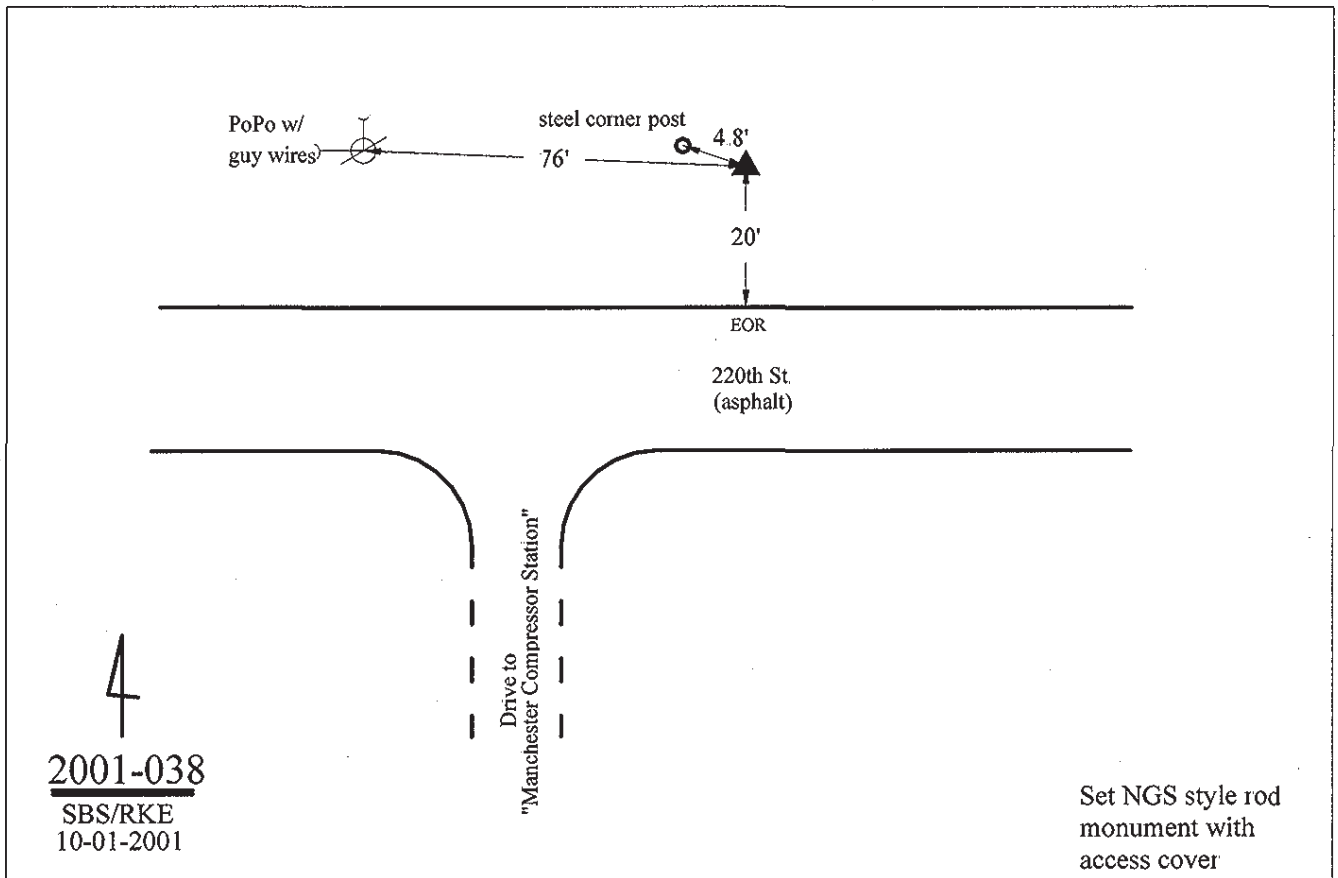 PoPo w/
guy wires
steel corner post
4.8'
76'
20'
EOR
220th St.
(asphalt)
Drive to
"Manchester Compressor Station"
2001-038
SBS/RKE
10-01-2001
Set NGS style rod
monument with
access cover